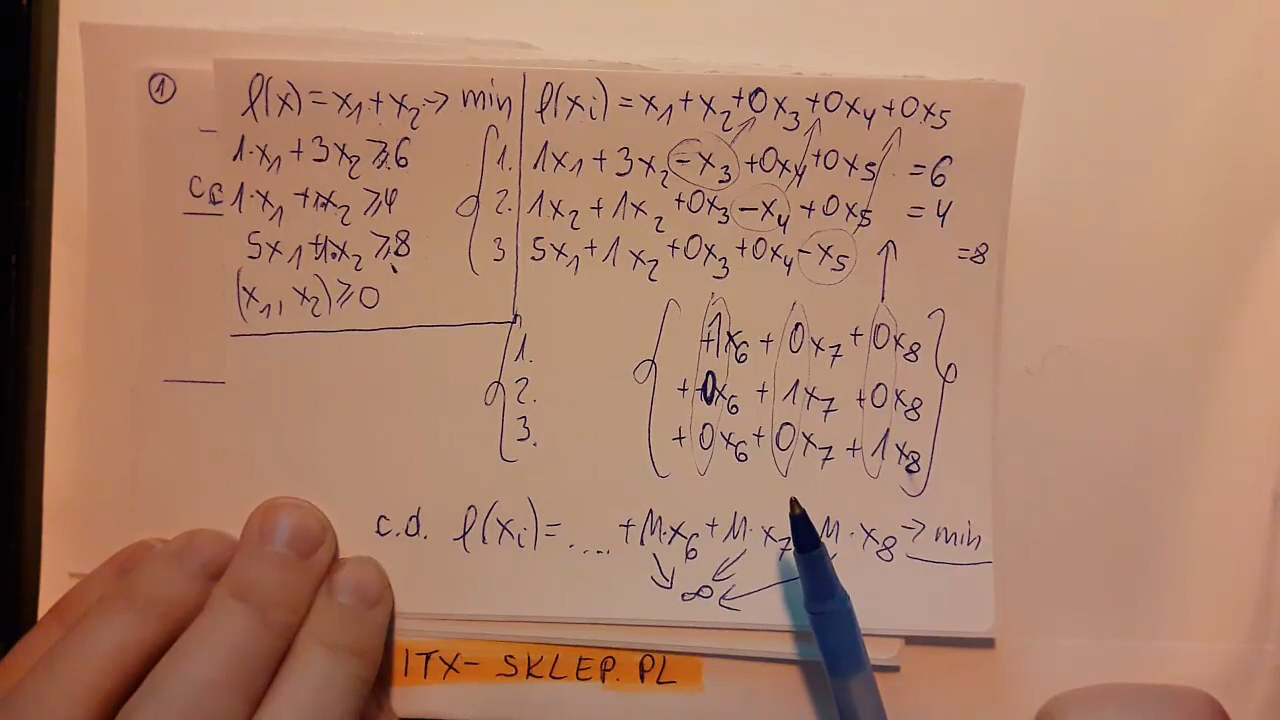 ①
f(x) = x₁ + x₂ → min
1·x₁ + 3x₂ ≥ 6
1·x₁ + 1x₂ ≥ 4
5x₁ + 1·x₂ ≥ 8
(x₁, x₂) ≥ 0
f(xᵢ) = x₁ + x₂ + 0x₃ + 0x₄ + 0x₅
1. 1x₁ + 3x₂ - x₃ + 0x₄ + 0x₅ = 6
2. 1x₂ + 1x₂ + 0x₃ - x₄ + 0x₅ = 4
3 5x₁ + 1x₂ + 0x₃ + 0x₄ - x₅ = 8
1. +1x₆ + 0x₇ + 0x₈
2. + 0x₆ + 1x₇ + 0x₈
3. + 0x₆ + 0x₇ + 1x₈
c.d. f(xᵢ) = .... + M·x₆ + M·x₇ M·x₈ → min
∞
ITX- SKLEP. PL